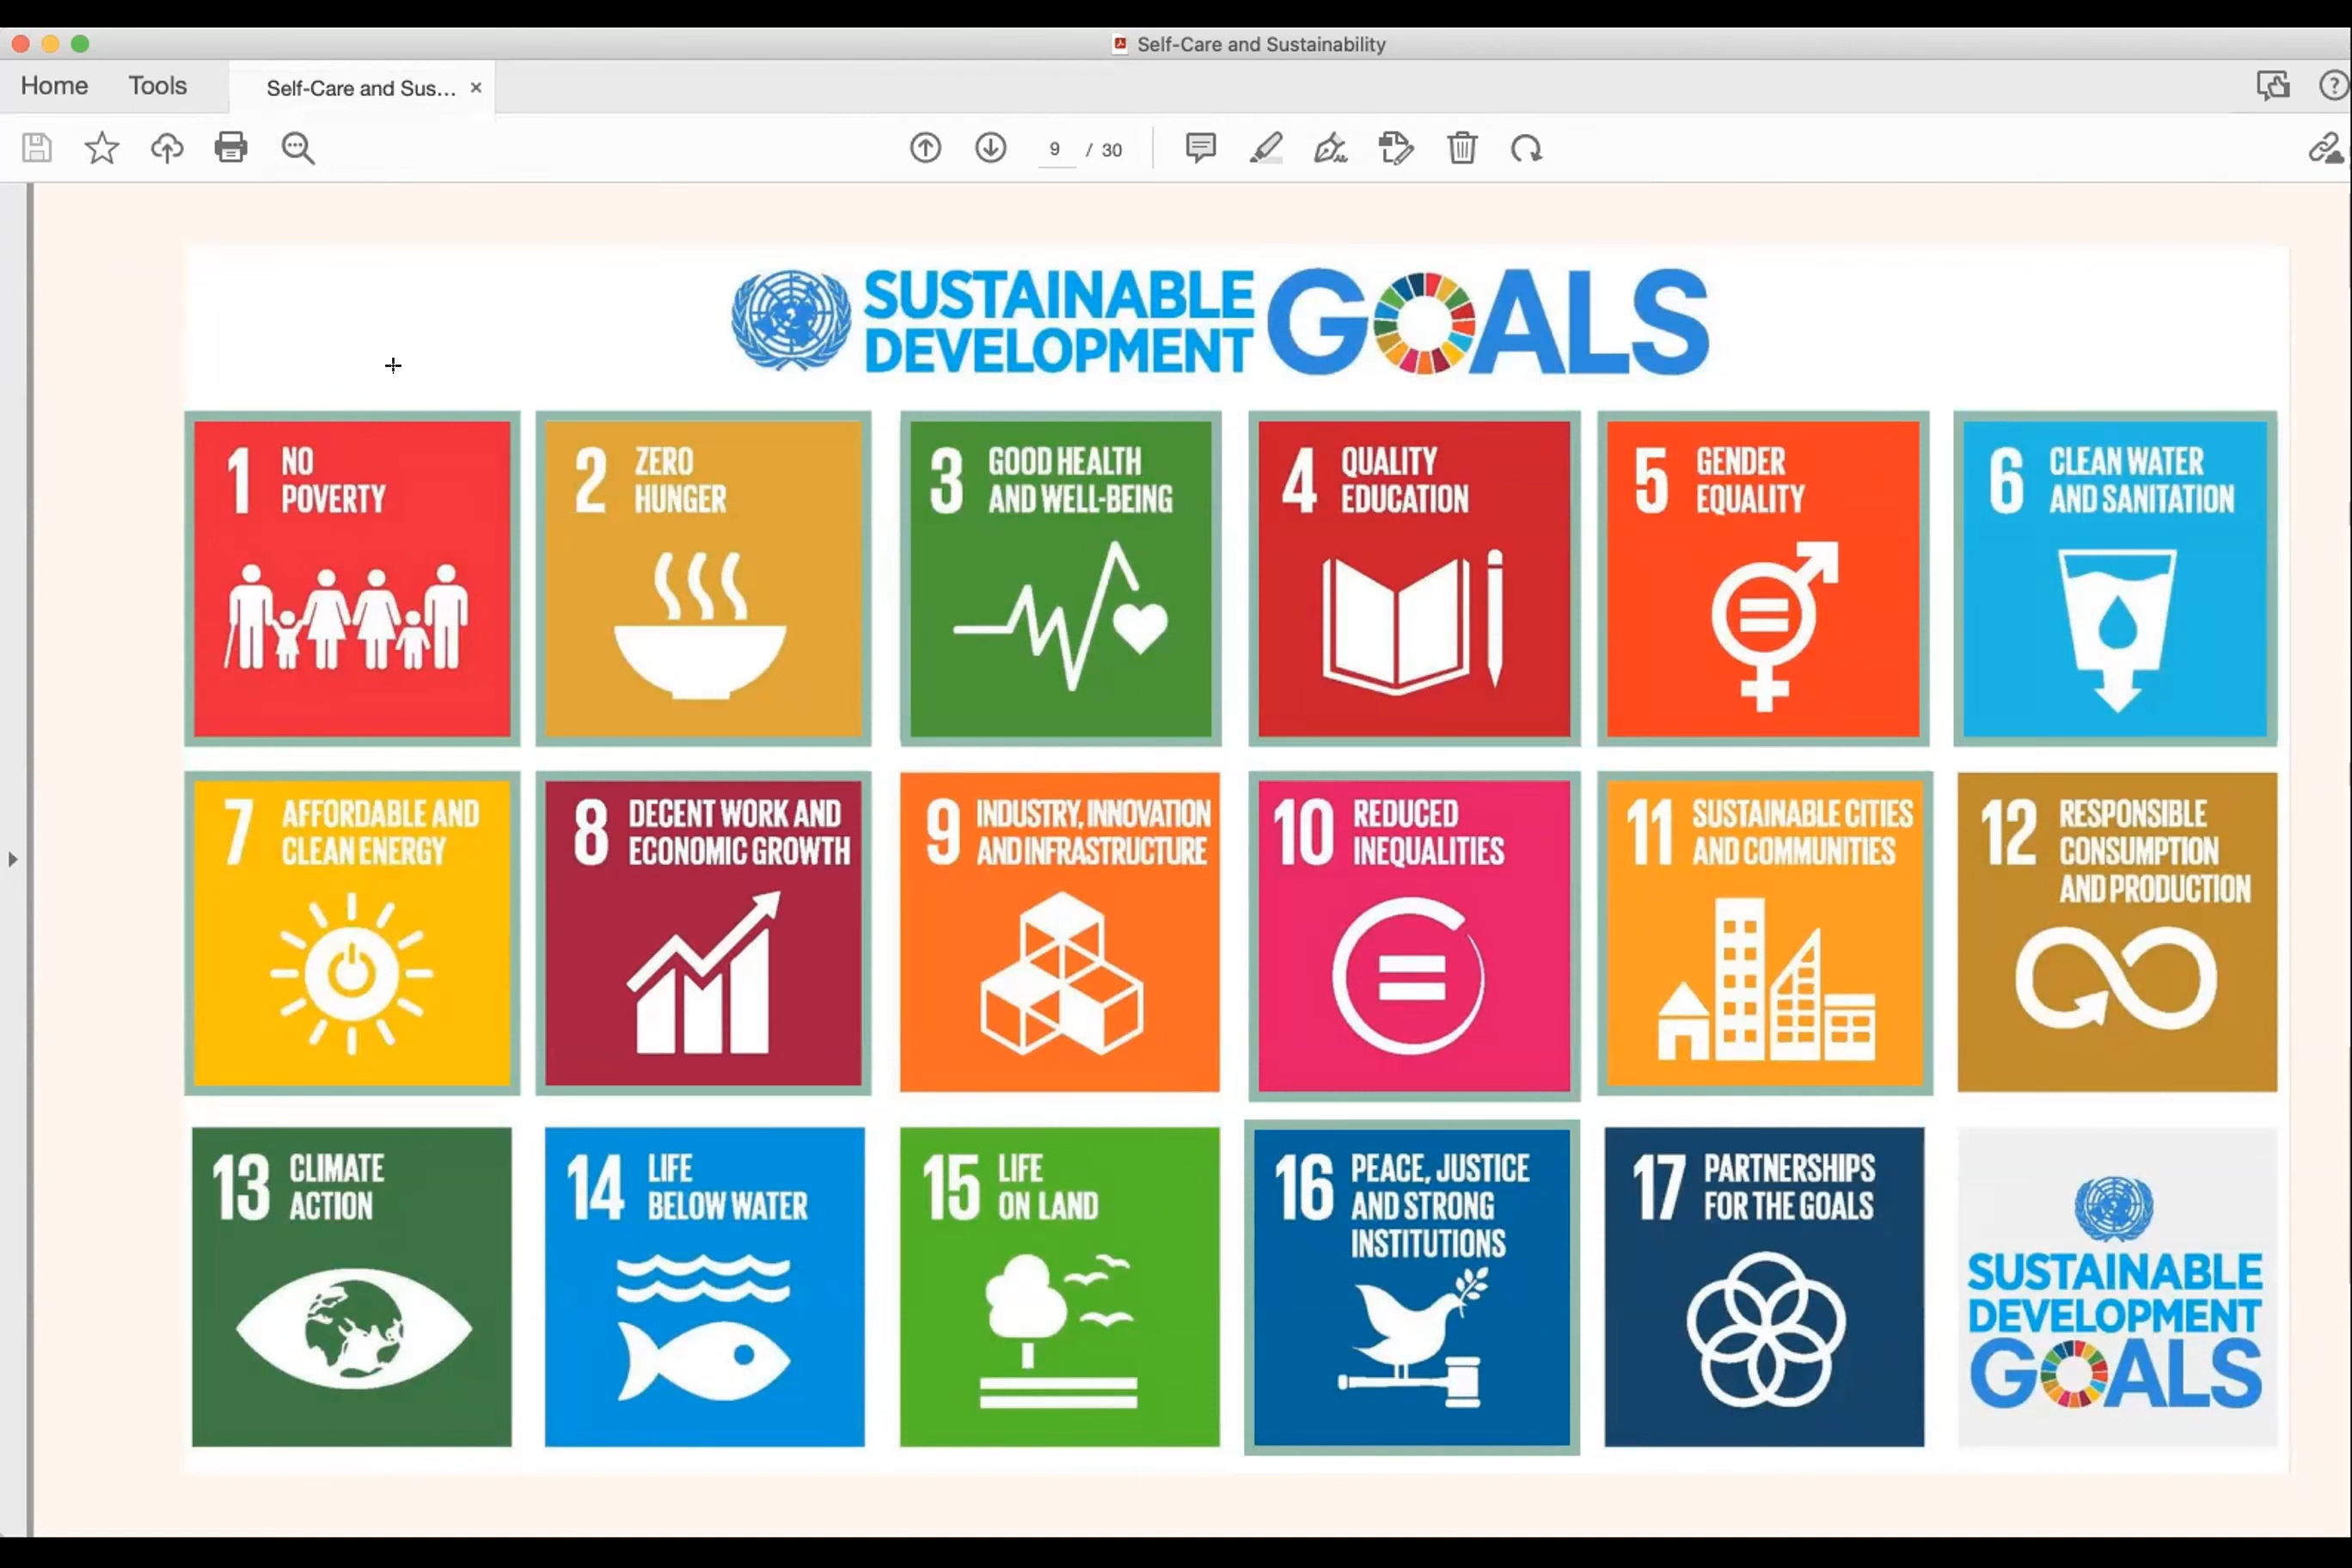 Self-Care and Sustainability
Home Tools Self-Care and Sus... ×
9 / 30
SUSTAINABLE
DEVELOPMENT
GOALS
1 NO
POVERTY
2 ZERO
HUNGER
3 GOOD HEALTH
AND WELL-BEING
4 QUALITY
EDUCATION
5 GENDER
EQUALITY
6 CLEAN WATER
AND SANITATION
7 AFFORDABLE AND
CLEAN ENERGY
8 DECENT WORK AND
ECONOMIC GROWTH
9 INDUSTRY, INNOVATION
AND INFRASTRUCTURE
10 REDUCED
INEQUALITIES
11 SUSTAINABLE CITIES
AND COMMUNITIES
12 RESPONSIBLE
CONSUMPTION
AND PRODUCTION
13 CLIMATE
ACTION
14 LIFE
BELOW WATER
15 LIFE
ON LAND
16 PEACE, JUSTICE
AND STRONG
INSTITUTIONS
17 PARTNERSHIPS
FOR THE GOALS
SUSTAINABLE
DEVELOPMENT
GOALS